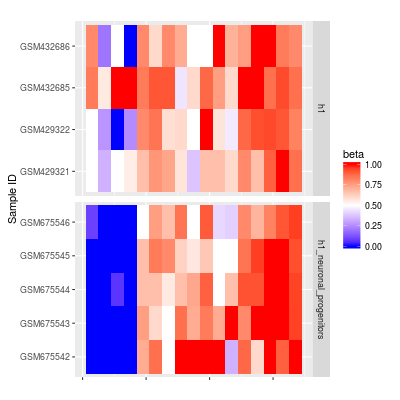 GSM432686
GSM432685
GSM429322
GSM429321
h1
GSM675546
GSM675545
GSM675544
GSM675543
GSM675542
h1_neuronal_progenitors
Sample ID
beta
1.00
0.75
0.50
0.25
0.00